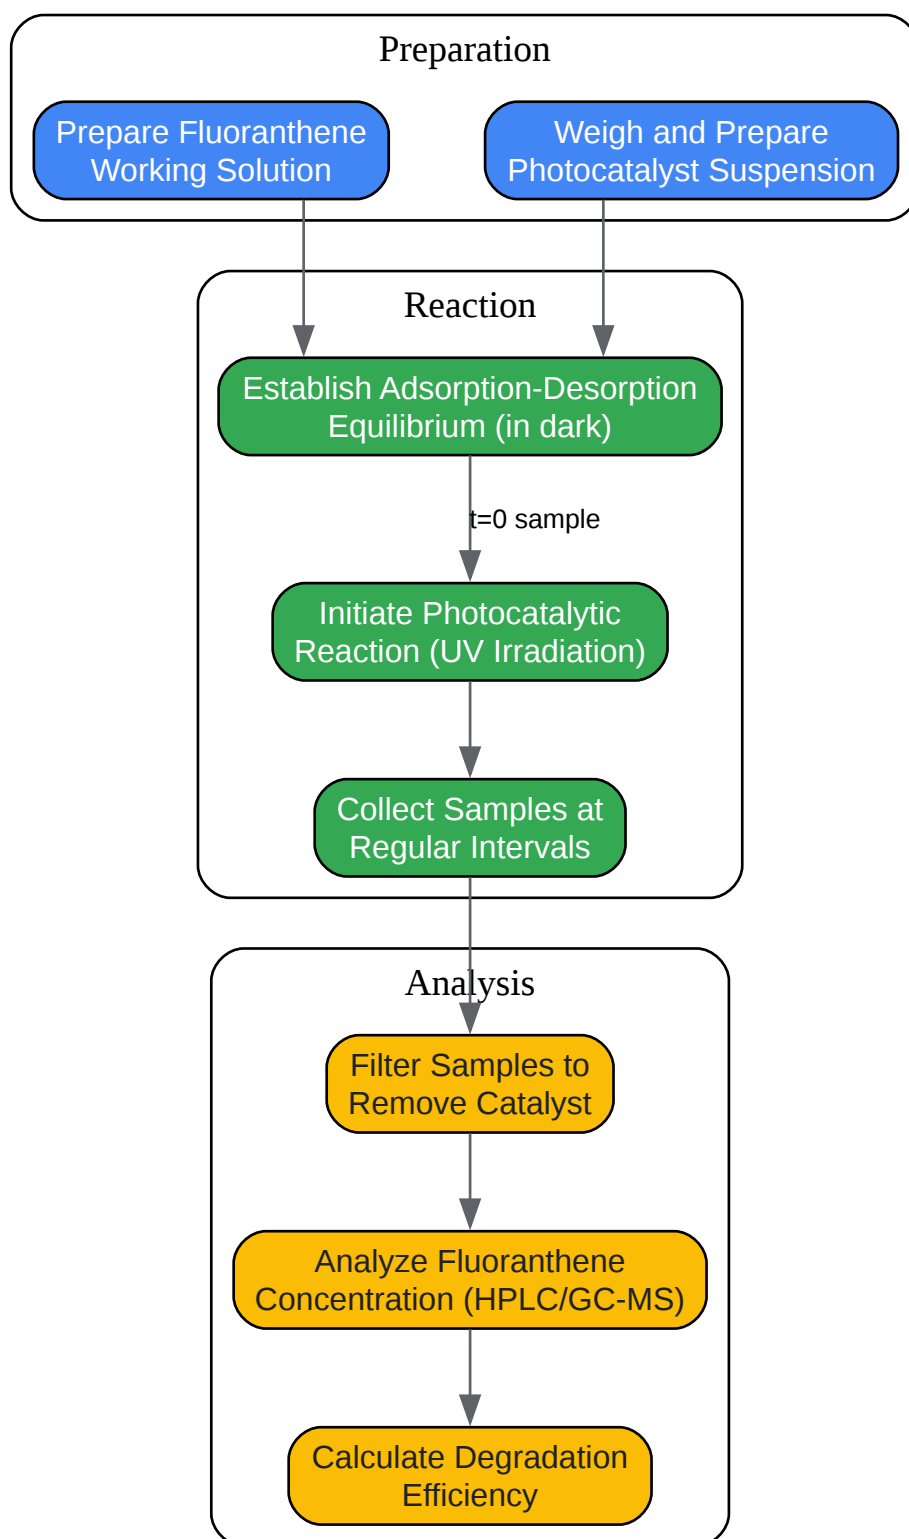 Preparation
Prepare Fluoranthene
Working Solution
Weigh and Prepare
Photocatalyst Suspension
Reaction
Establish Adsorption-Desorption
Equilibrium (in dark)
t=0 sample
Initiate Photocatalytic
Reaction (UV Irradiation)
Collect Samples at
Regular Intervals
Analysis
Filter Samples to
Remove Catalyst
Analyze Fluoranthene
Concentration (HPLC/GC-MS)
Calculate Degradation
Efficiency